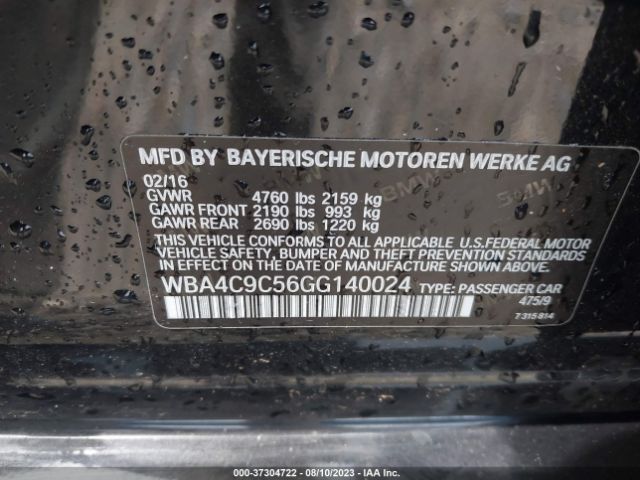 MFD BY BAYERISCHE MOTOREN WERKE AG
02/16
GVWR 4760 lbs 2159 kg
GAWR FRONT 2190 lbs 993 kg
GAWR REAR 2690 lbs 1220 kg
THIS VEHICLE CONFORMS TO ALL APPLICABLE U.S.FEDERAL MOTOR
VEHICLE SAFETY, BUMPER, AND THEFT PREVENTION STANDARDS
IN EFFECT ON THE DATE OF MANUFACTURE SHOWN ABOVE.
WBA4C9C56GG140024 TYPE: PASSENGER CAR
475/9
7315814
BMW
BMW
BMW
000-37304722 - 08/10/2023 - IAA Inc.